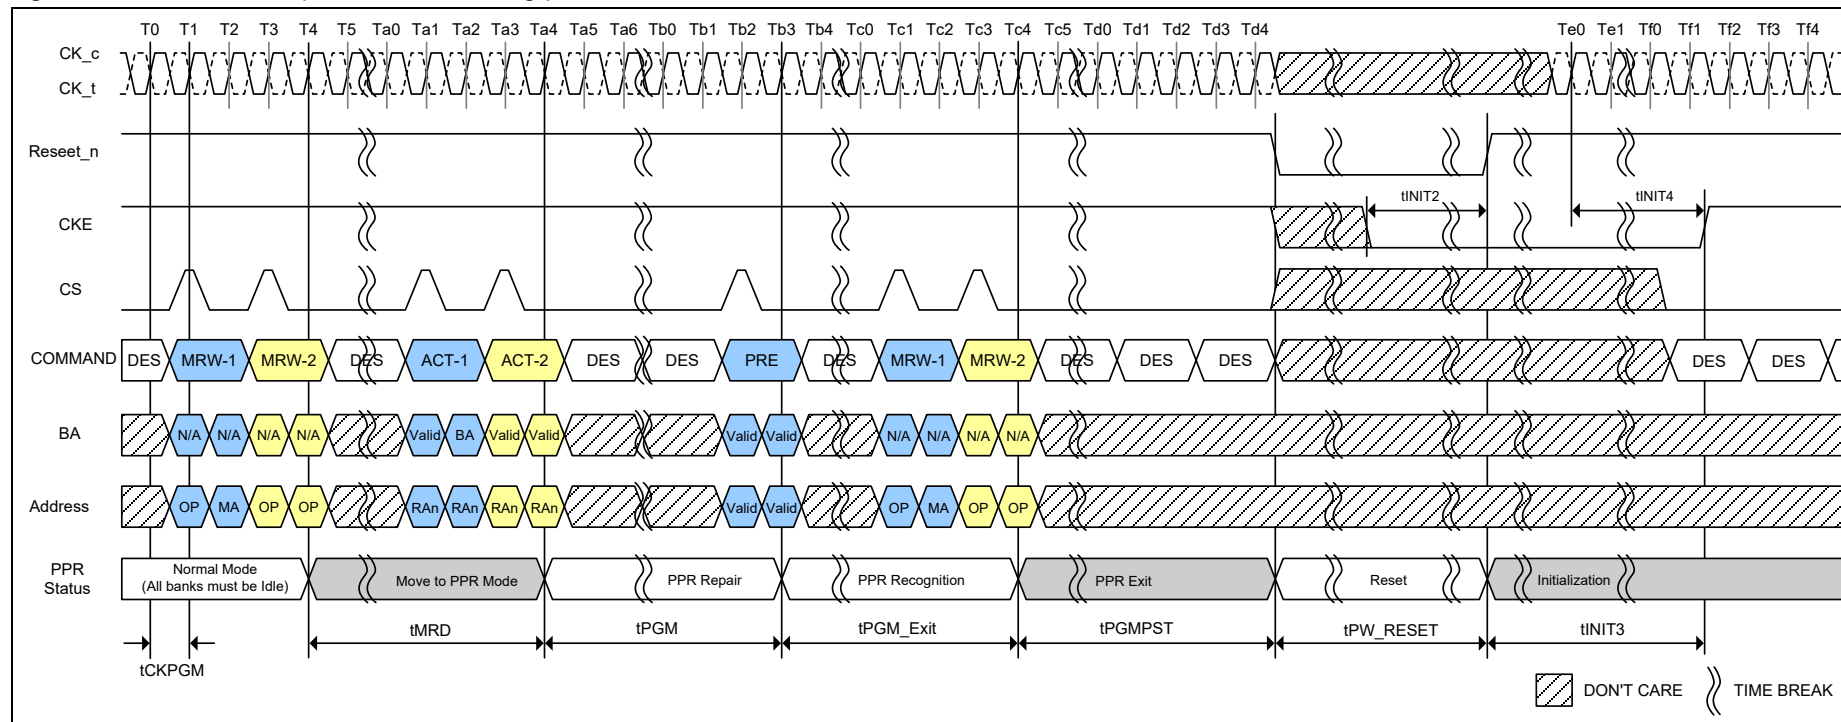 T0 T1 T2 T3 T4 T5 Ta0 Ta1 Ta2 Ta3 Ta4 Ta5 Ta6 Tb0 Tb1 Tb2 Tb3 Tb4 Tc0 Tc1 Tc2 Tc3 Tc4 Tc5 Td0 Td1 Td2 Td3 Td4 Te0 Te1 Tf0 Tf1 Tf2 Tf3 Tf4
CK_c
CK_t
Reseet_n
CKE tINIT2 tINIT4
CS
COMMAND DES MRW-1 MRW-2 DES ACT-1 ACT-2 DES DES PRE DES MRW-1 MRW-2 DES DES DES DES DES
BA N/A N/A N/A N/A Valid BA Valid Valid Valid Valid N/A N/A N/A N/A
Address OP MA OP OP RAn RAn RAn RAn Valid Valid OP MA OP OP
PPR
Status
Normal Mode
(All banks must be Idle)
Move to PPR Mode PPR Repair PPR Recognition PPR Exit Reset Initialization
tCKPGM
tMRD tPGM tPGM_Exit tPGMPST tPW_RESET tINIT3
DON'T CARE TIME BREAK